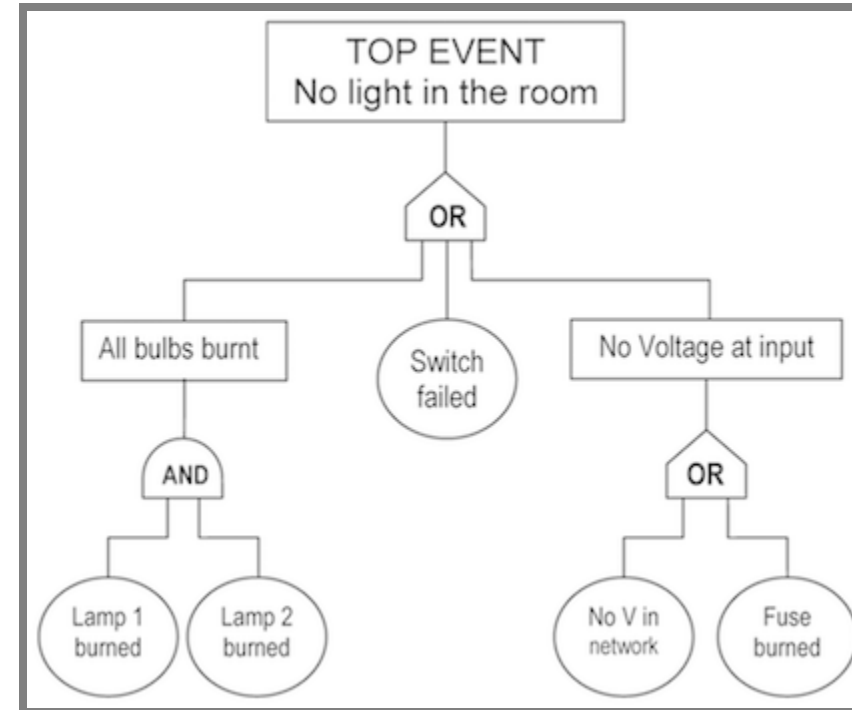 TOP EVENT
No light in the room
OR
All bulbs burnt
Switch
failed
No Voltage at input
AND
OR
Lamp 1
burned
Lamp 2
burned
No V in
network
Fuse
burned